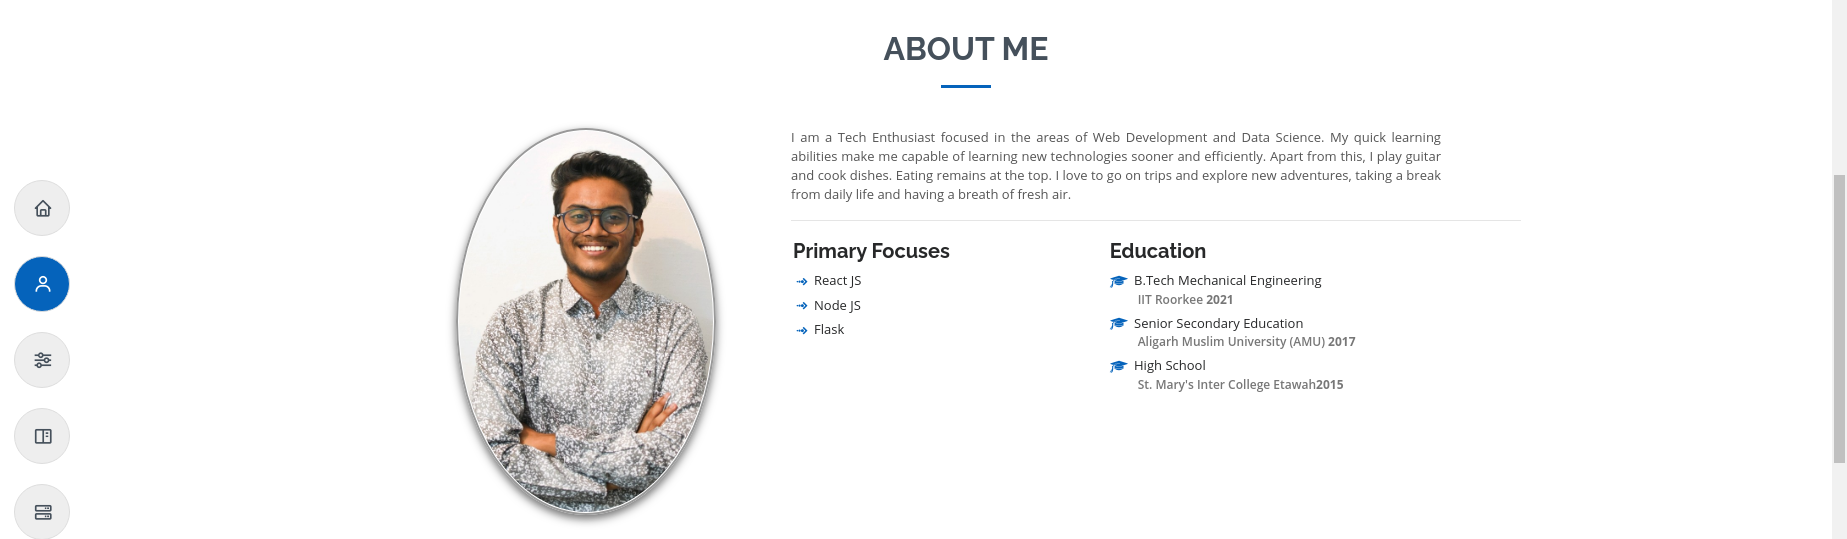 ABOUT ME
I am a Tech Enthusiast focused in the areas of Web Development and Data Science. My quick learning
abilities make me capable of learning new technologies sooner and efficiently. Apart from this, I play guitar
and cook dishes. Eating remains at the top. I love to go on trips and explore new adventures, taking a break
from daily life and having a breath of fresh air.
Primary Focuses
React JS
Node JS
Flask
Education
B.Tech Mechanical Engineering
IIT Roorkee 2021
Senior Secondary Education
Aligarh Muslim University (AMU) 2017
High School
St. Mary's Inter College Etawah2015